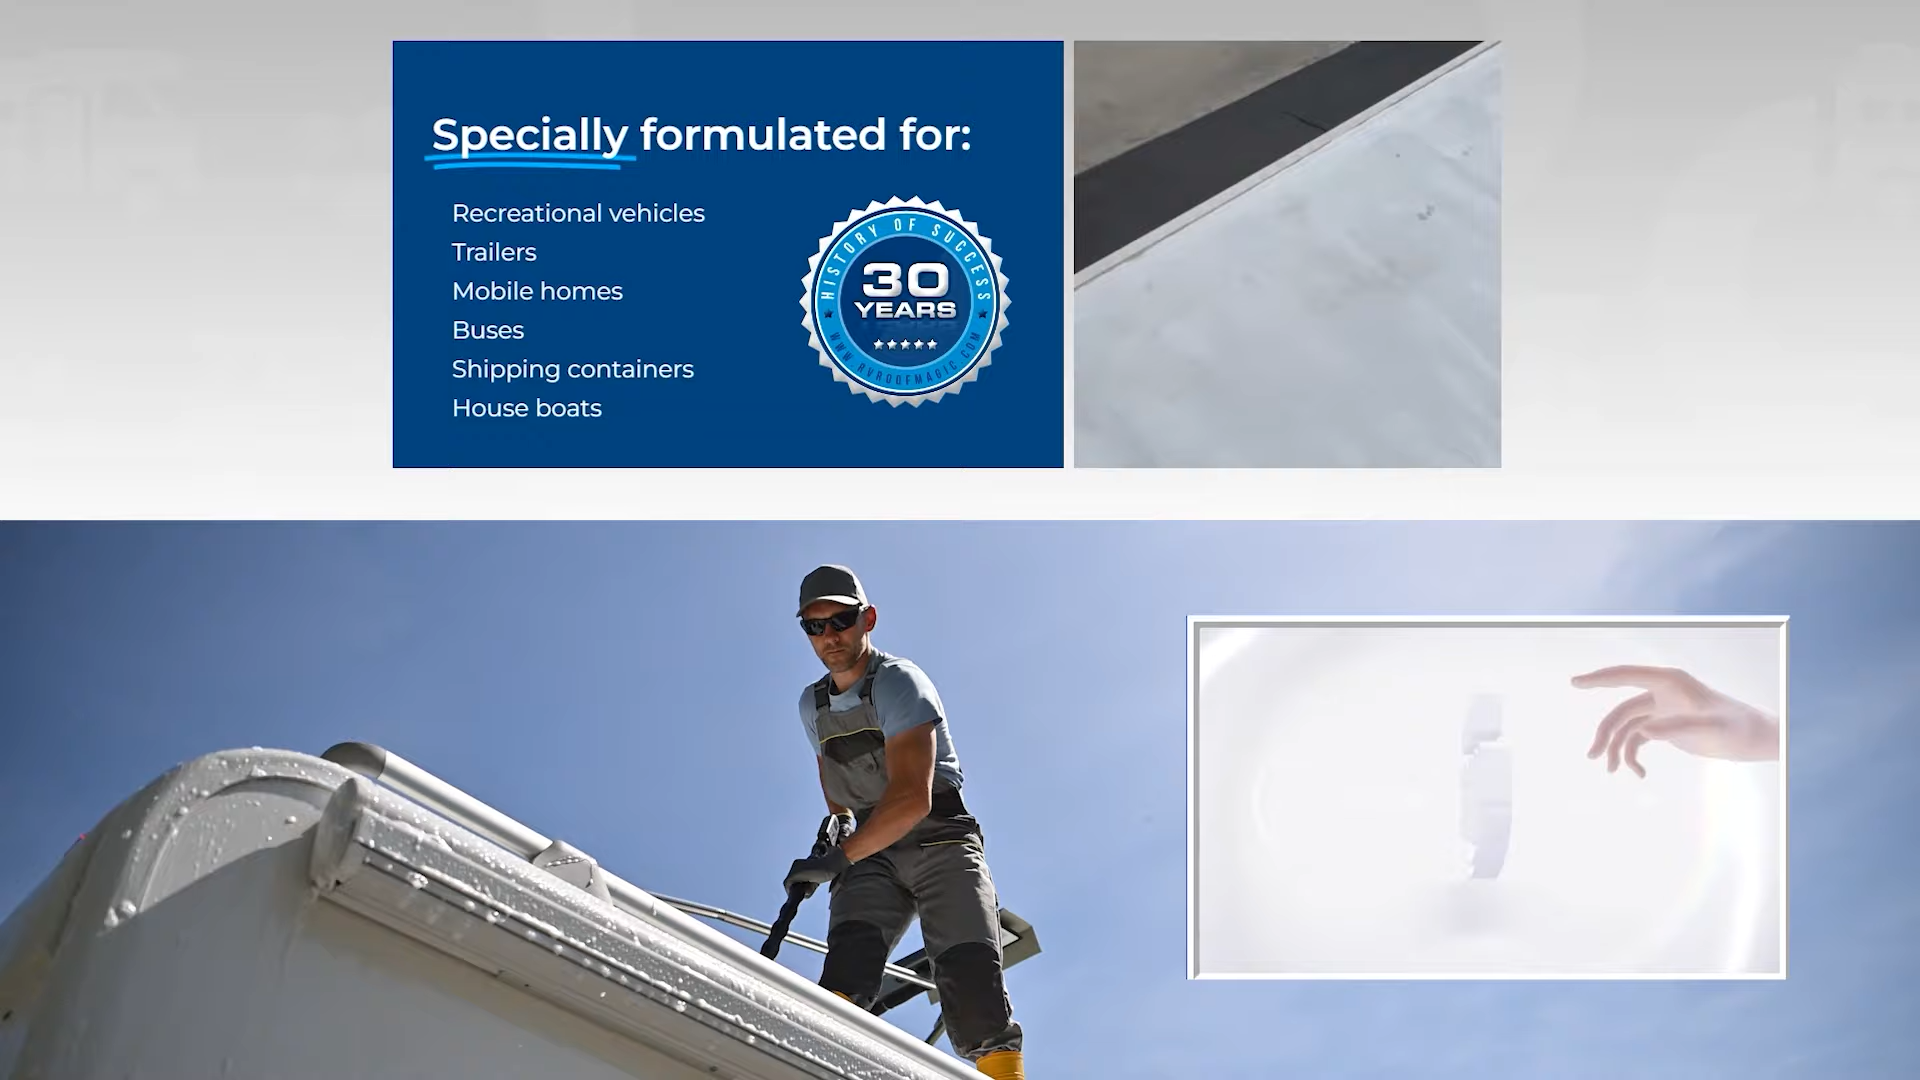 Specially formulated for:
Recreational vehicles
Trailers
Mobile homes
Buses
Shipping containers
House boats
HISTORY OF SUCCESS
30
YEARS
WWW.RVROOFMAGIC.COM